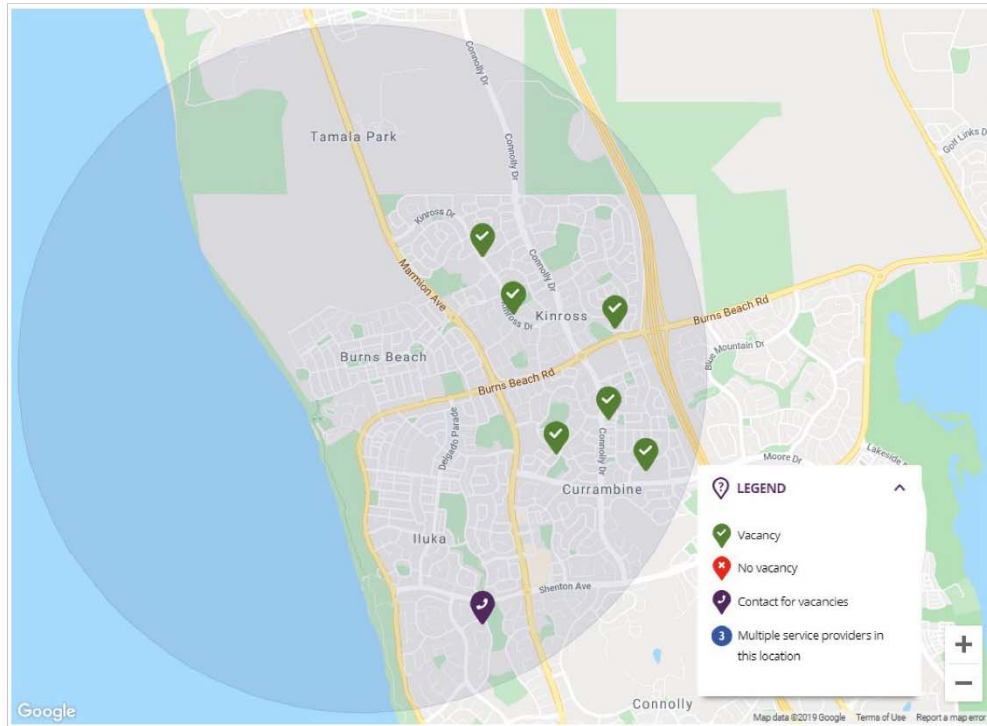 Connolly Dr
Tamala Park
Connolly Dr
Golf Links D
Kinross Dr
Connolly Dr
Marmion Ave
Kinross Dr
Kinross
Burns Beach Rd
Burns Beach
Blue Mountain Dr
Burns Beach Rd
Delgado Parade
Connolly Dr
Moore Dr
Lakeside
Currambine
Iluka
Shenton Ave
Connolly
LEGEND
Vacancy
No vacancy
Contact for vacancies
3 Multiple service providers in
this location
+
−
Google
Map data ©2019 Google Terms of Use Report a map error